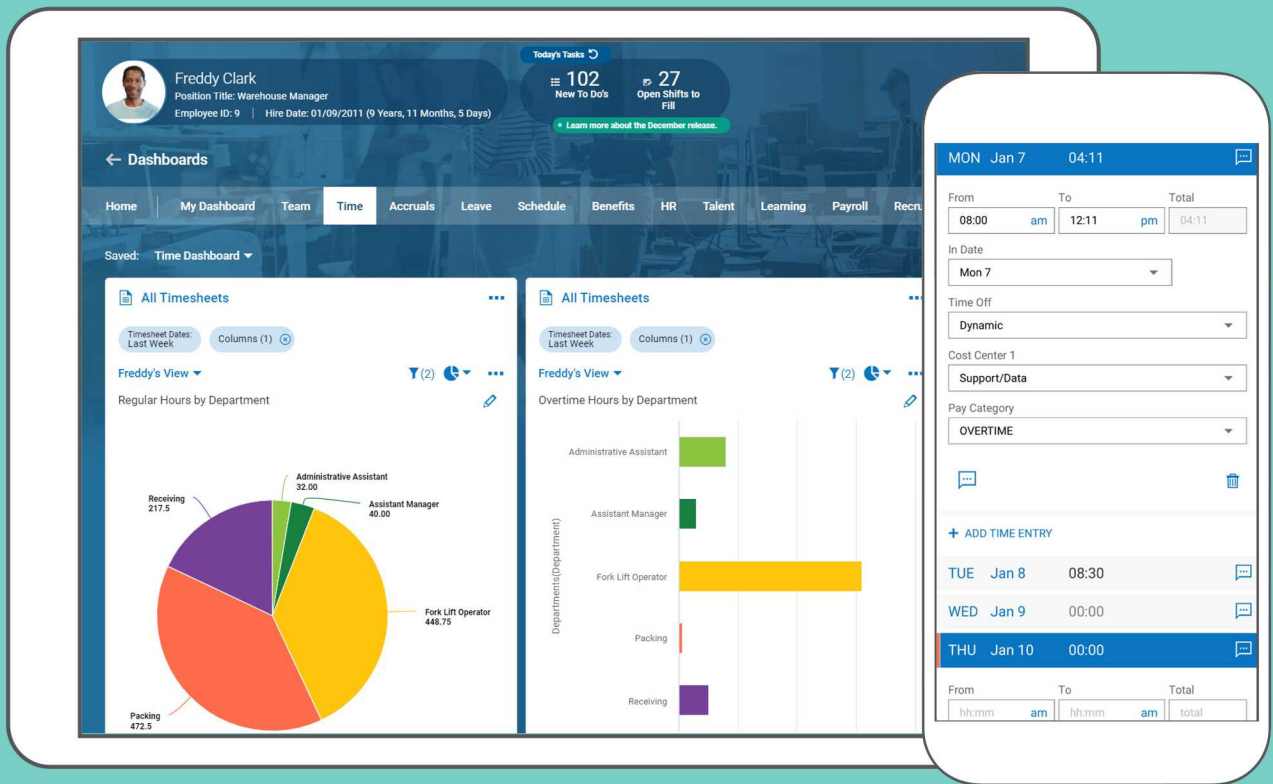 Today's Tasks
Freddy Clark
Position Title: Warehouse Manager
Employee ID: 9 | Hire Date: 01/09/2011 (9 Years, 11 Months, 5 Days)
102
New To Do's
27
Open Shifts to
Fill
Learn more about the December release.
Dashboards
Home My Dashboard Team Time Accruals Leave Schedule Benefits HR Talent Learning Payroll Recru
Saved: Time Dashboard
All Timesheets
Timesheet Dates:
Last Week
Columns (1)
Freddy's View
(2)
Regular Hours by Department
Administrative Assistant
32.00
Assistant Manager
40.00
Receiving
217.5
Fork Lift Operator
448.75
Packing
472.5
All Timesheets
Timesheet Dates:
Last Week
Columns (1)
Freddy's View
(2)
Overtime Hours by Department
Departments(Department)
Administrative Assistant
Assistant Manager
Fork Lift Operator
Packing
Receiving
MON Jan 7 04:11
From To Total
08:00 am 12:11 pm 04:11
In Date
Mon 7
Time Off
Dynamic
Cost Center 1
Support/Data
Pay Category
OVERTIME
+ ADD TIME ENTRY
TUE Jan 8 08:30
WED Jan 9 00:00
THU Jan 10 00:00
From To Total
hh:mm am hh:mm am total